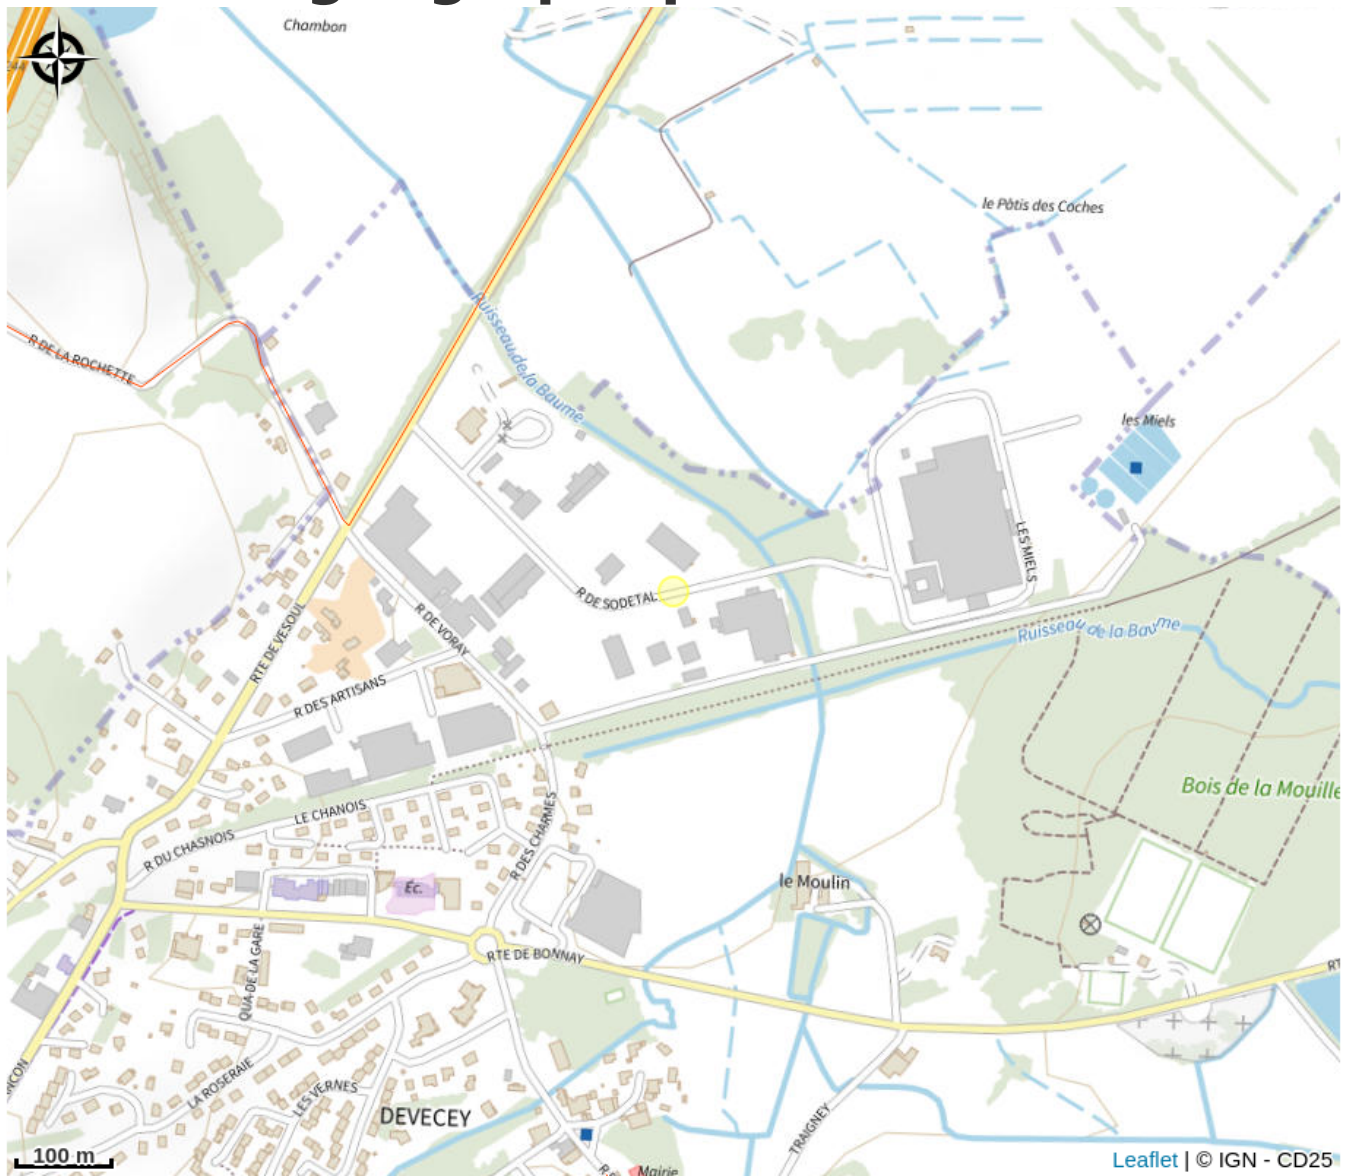 Chambon
le Pâtis des Coches
Ruisseau de la Baume
R DE LA ROCHETTE
les Miels
LES MIELS
R DE SODETAL
R DE VORAY
RTE DE VESOUL
Ruisseau de la Baume
R DES ARTISANS
Bois de la Mouille
LE CHANOIS
R DU CHASNOIS
R DES CHARMES
Éc.
le Moulin
RTE DE BONNAY
QUA DE LA GARE
LA ROSERAIE
LES VERNES
DEVECEY
TRAIGNEY
100 m
Mairie
Leaflet | © IGN - CD25